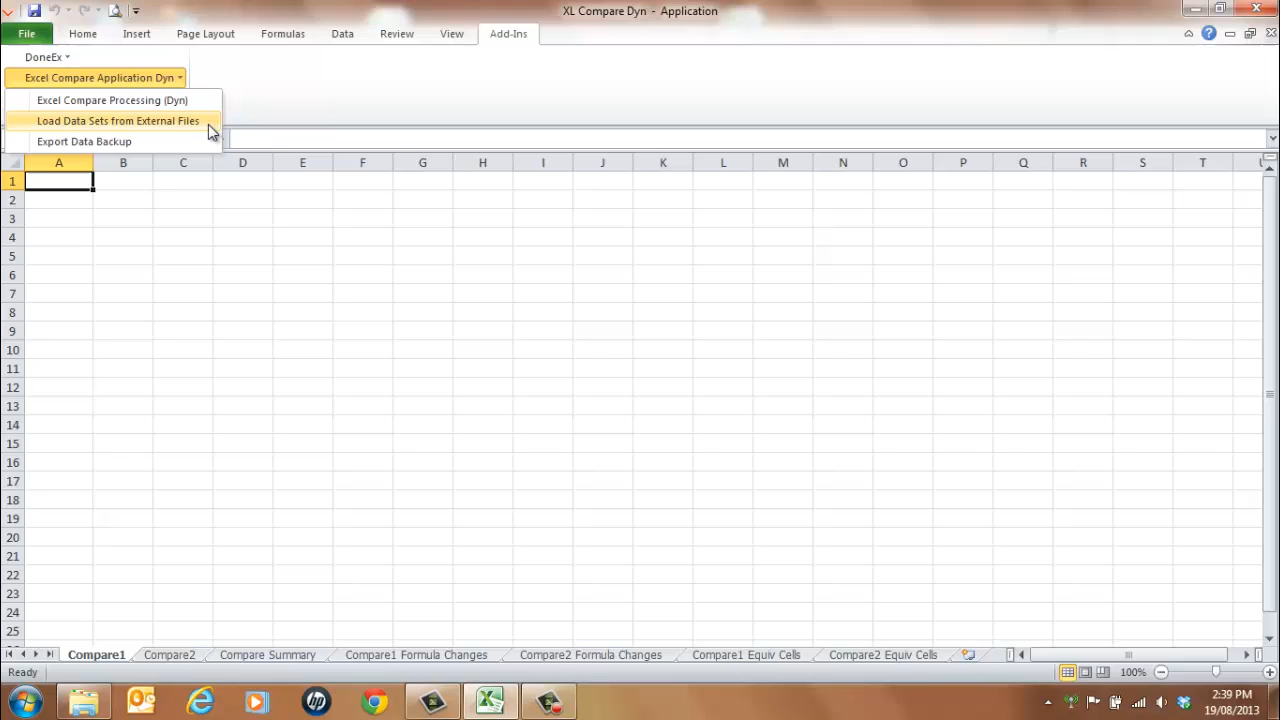 XL Compare Dyn - Application
File Home Insert Page Layout Formulas Data Review View Add-Ins
DoneEx
Excel Compare Application Dyn
Excel Compare Processing (Dyn)
Load Data Sets from External Files
Export Data Backup
A B C D E F G H I J K L M N O P Q R S T
1
2
3
4
5
6
7
8
9
10
11
12
13
14
15
16
17
18
19
20
21
22
23
24
25
Compare1 Compare2 Compare Summary Compare1 Formula Changes Compare2 Formula Changes Compare1 Equiv Cells Compare2 Equiv Cells
Ready 100%
2:39 PM
19/08/2013